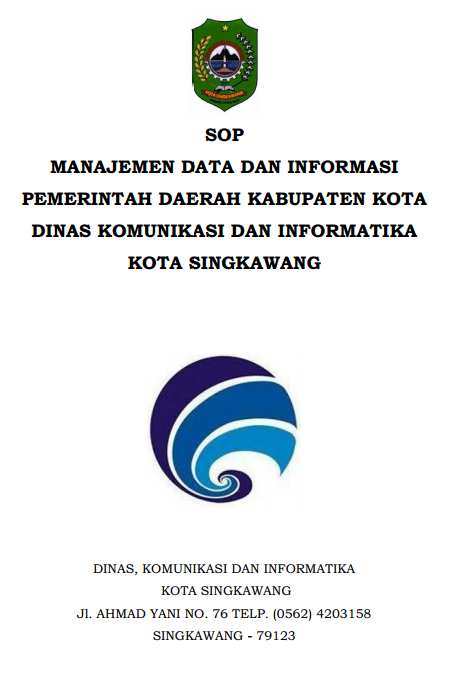 SOP
MANAJEMEN DATA DAN INFORMASI
PEMERINTAH DAERAH KABUPATEN KOTA
DINAS KOMUNIKASI DAN INFORMATIKA
KOTA SINGKAWANG
DINAS, KOMUNIKASI DAN INFORMATIKA
KOTA SINGKAWANG
Jl. AHMAD YANI NO. 76 TELP. (0562) 4203158
SINGKAWANG - 79123